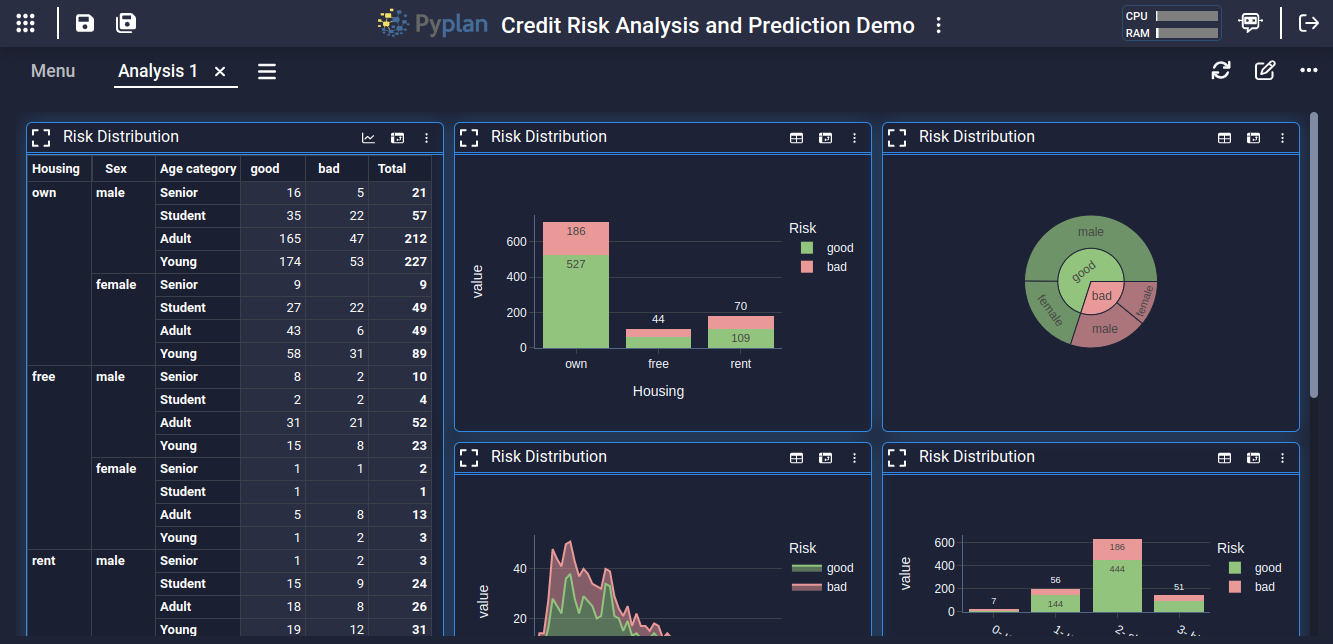 Pyplan Credit Risk Analysis and Prediction Demo CPU
RAM
Menu Analysis 1
Risk Distribution
Housing Sex Age category good bad Total
own male Senior 16 5 21
Student 35 22 57
Adult 165 47 212
Young 174 53 227
female Senior 9 9
Student 27 22 49
Adult 43 6 49
Young 58 31 89
free male Senior 8 2 10
Student 2 2 4
Adult 31 21 52
Young 15 8 23
female Senior 1 1 2
Student 1 1
Adult 5 8 13
Young 1 2 3
rent male Senior 1 2 3
Student 15 9 24
Adult 18 8 26
Young 19 12 31
Risk Distribution
value
600
400
200
0
186
527
44
70
109
own free rent
Housing
Risk
good
bad
Risk Distribution
male
good
bad
female
female
male
Risk Distribution
value
40
20
Risk
good
bad
Risk Distribution
value
600
400
200
0
7
56
144
186
444
51
Risk
good
bad